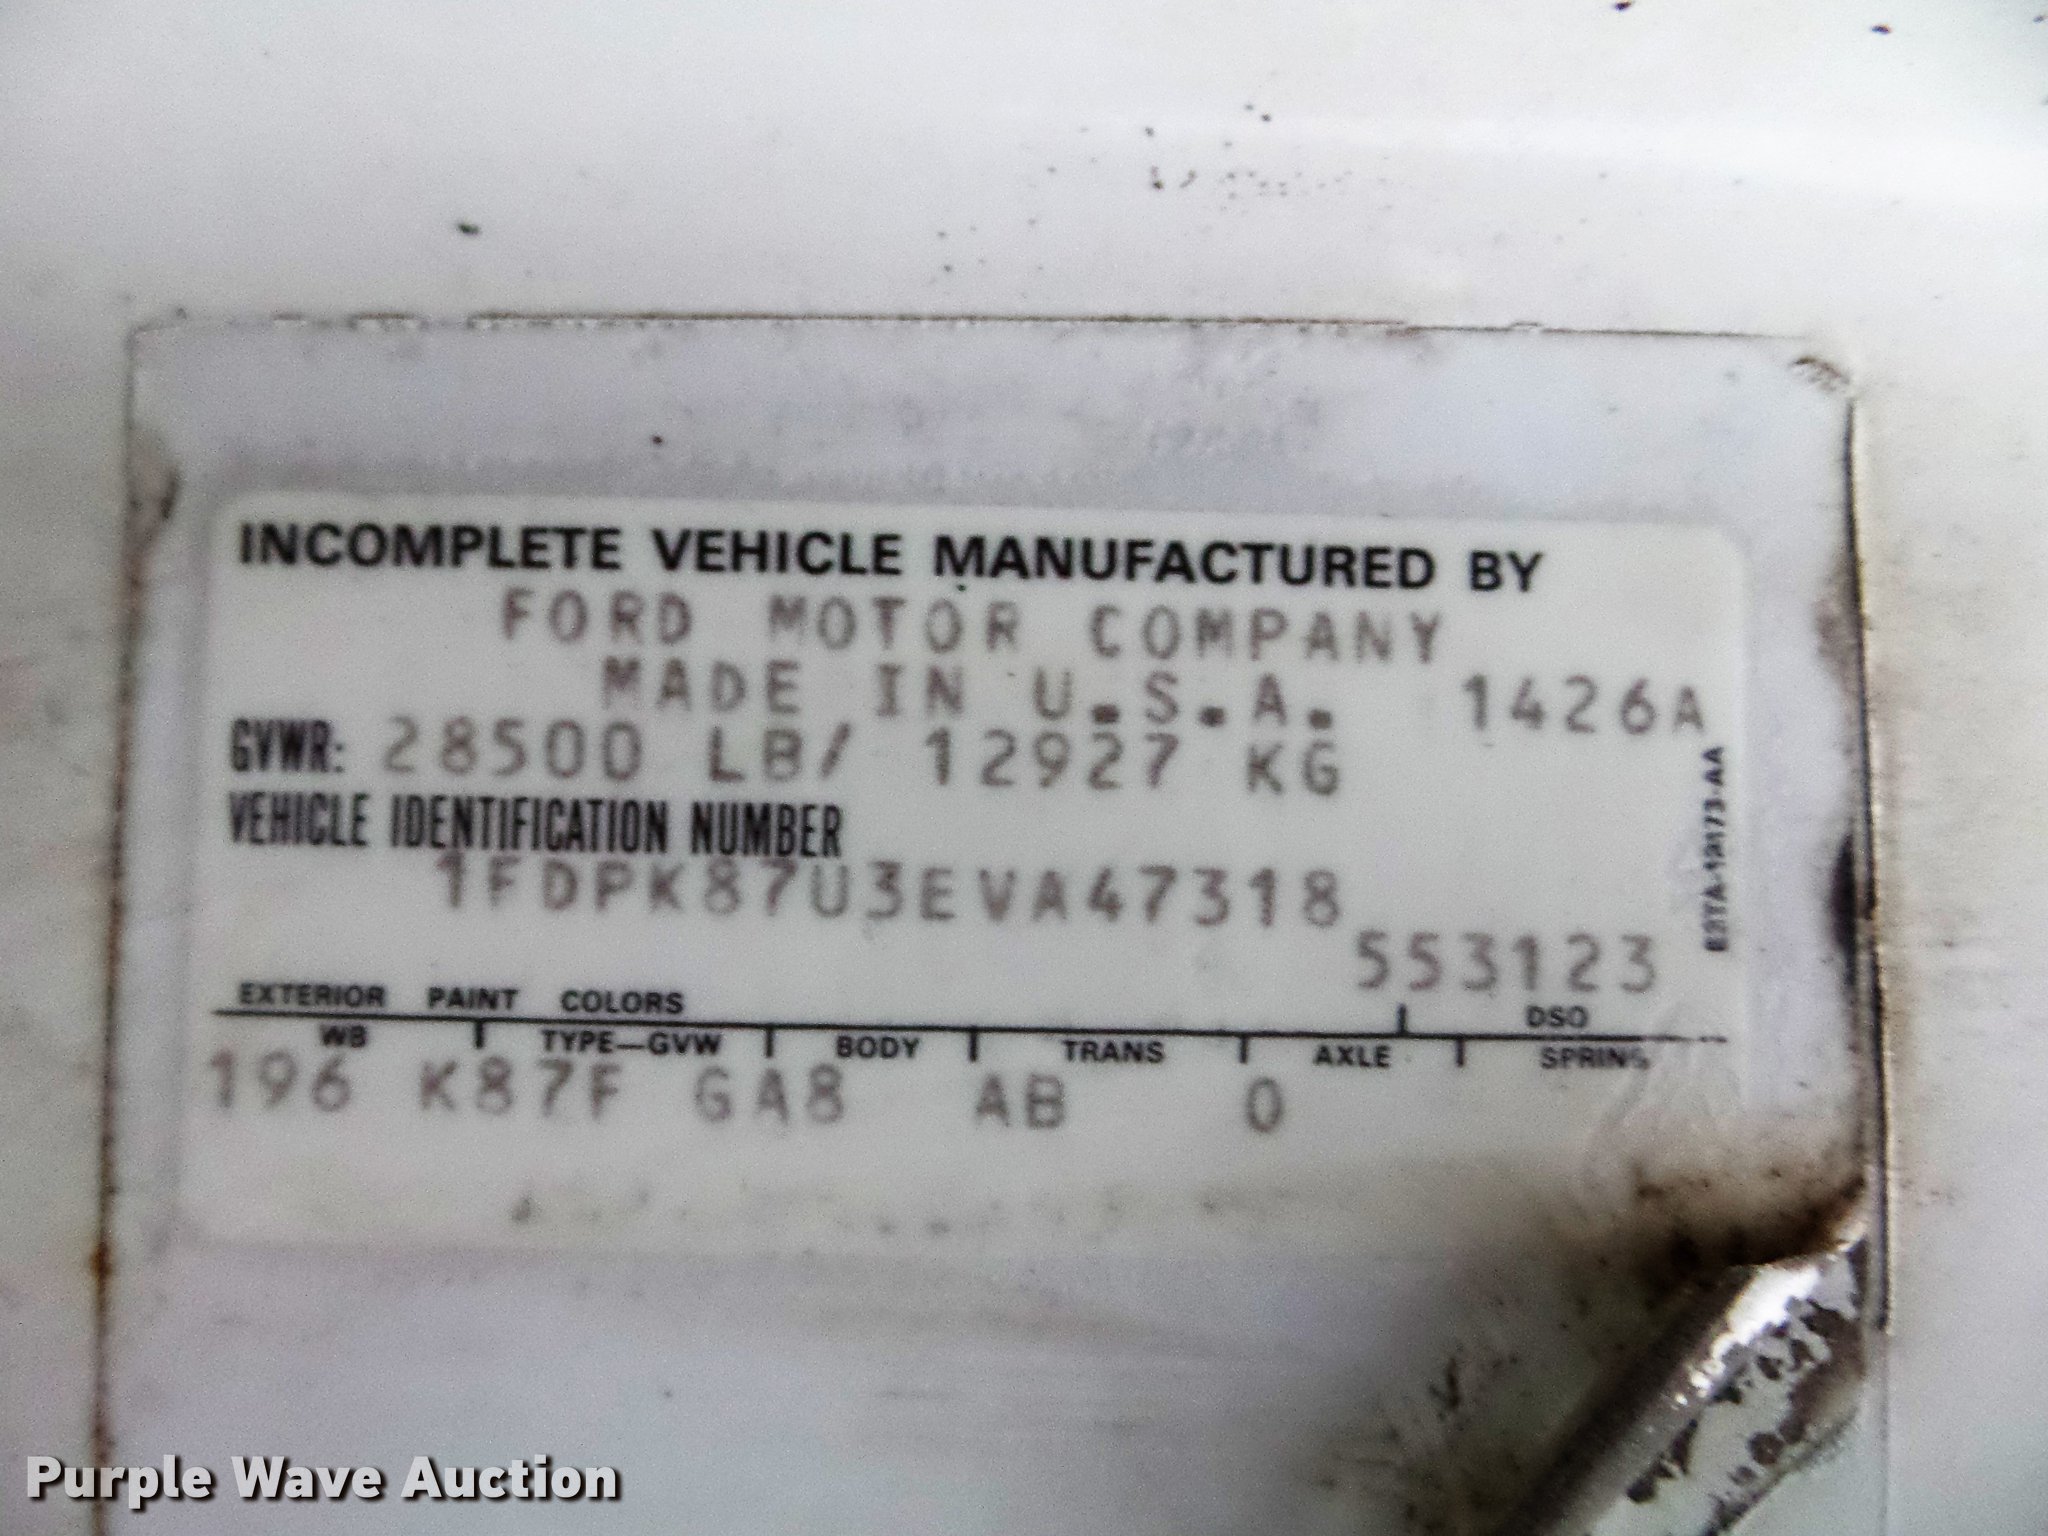 INCOMPLETE VEHICLE MANUFACTURED BY
FORD MOTOR COMPANY
MADE IN U.S.A. 1426A
GVWR: 28500 LB/ 12927 KG
VEHICLE IDENTIFICATION NUMBER
1FDPK87U3EVA47318
553123
EXTERIOR PAINT COLORS DSO
WB TYPE—GVW BODY TRANS AXLE SPRING
196 K87F GA8 AB O
Purple Wave Auction